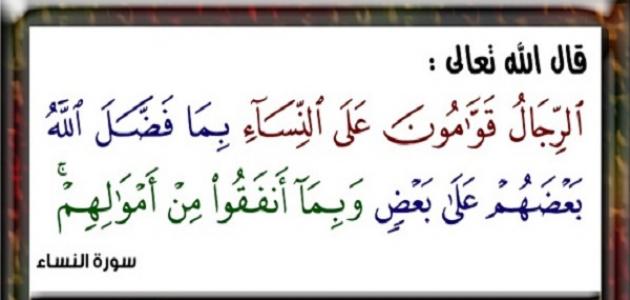 قال الله تعالى :
ٱلرِّجَالُ قَوَّٰمُونَ عَلَى ٱلنِّسَآءِ بِمَا فَضَّلَ ٱللَّهُ
بَعۡضَهُمۡ عَلَىٰ بَعۡضٖ وَبِمَآ أَنفَقُواْ مِنۡ أَمۡوَٰلِهِمۡۚ
سورة النساء